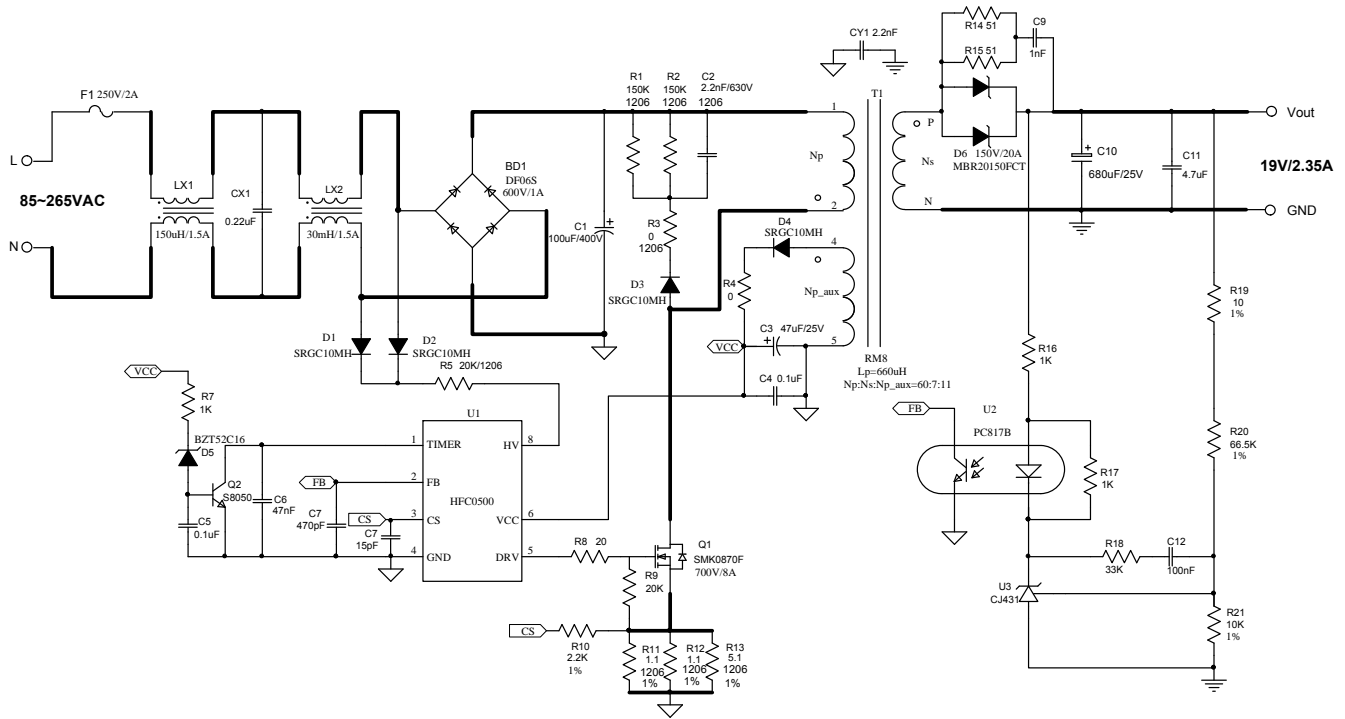 F1 250V/2A
L
85~265VAC
N
LX1
150uH/1.5A
CX1
0.22uF
LX2
30mH/1.5A
BD1
DF06S
600V/1A
C1
100uF/400V
R1
150K
1206
R2
150K
1206
C2
2.2nF/630V
1206
R3
0
1206
D3
SRGC10MH
D4
SRGC10MH
R4
0
VCC
C3 47uF/25V
C4 0.1uF
CY1 2.2nF
T1
1
Np
2
4
Np_aux
5
Ns
P
N
RM8
Lp=660uH
Np:Ns:Np_aux=60:7:11
R14 51
R15 51
C9
1nF
D6 150V/20A
MBR20150FCT
C10
680uF/25V
C11
4.7uF
Vout
19V/2.35A
GND
D1
SRGC10MH
D2
SRGC10MH
R5 20K/1206
VCC
R7
1K
BZT52C16
D5
Q2
S8050
C5
0.1uF
C6
47nF
FB
C7
470pF
CS
C7
15pF
U1
1 TIMER
2 FB
3 CS
4 GND
HFC0500
HV 8
VCC 6
DRV 5
R8 20
R9
20K
Q1
SMK0870F
700V/8A
CS
R10
2.2K
1%
R11
1.1
1206
1%
R12
1.1
1206
1%
R13
5.1
1206
1%
FB
U2
PC817B
R16
1K
R17
1K
R18
33K
C12
100nF
U3
CJ431
R19
10
1%
R20
66.5K
1%
R21
10K
1%